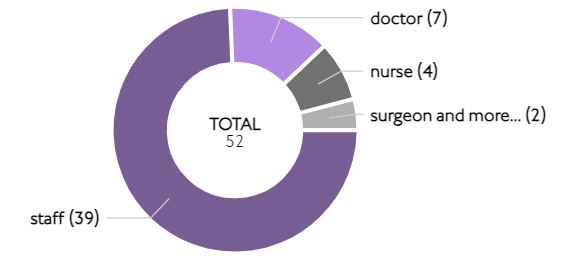 doctor (7)
nurse (4)
surgeon and more... (2)
TOTAL
52
staff (39)